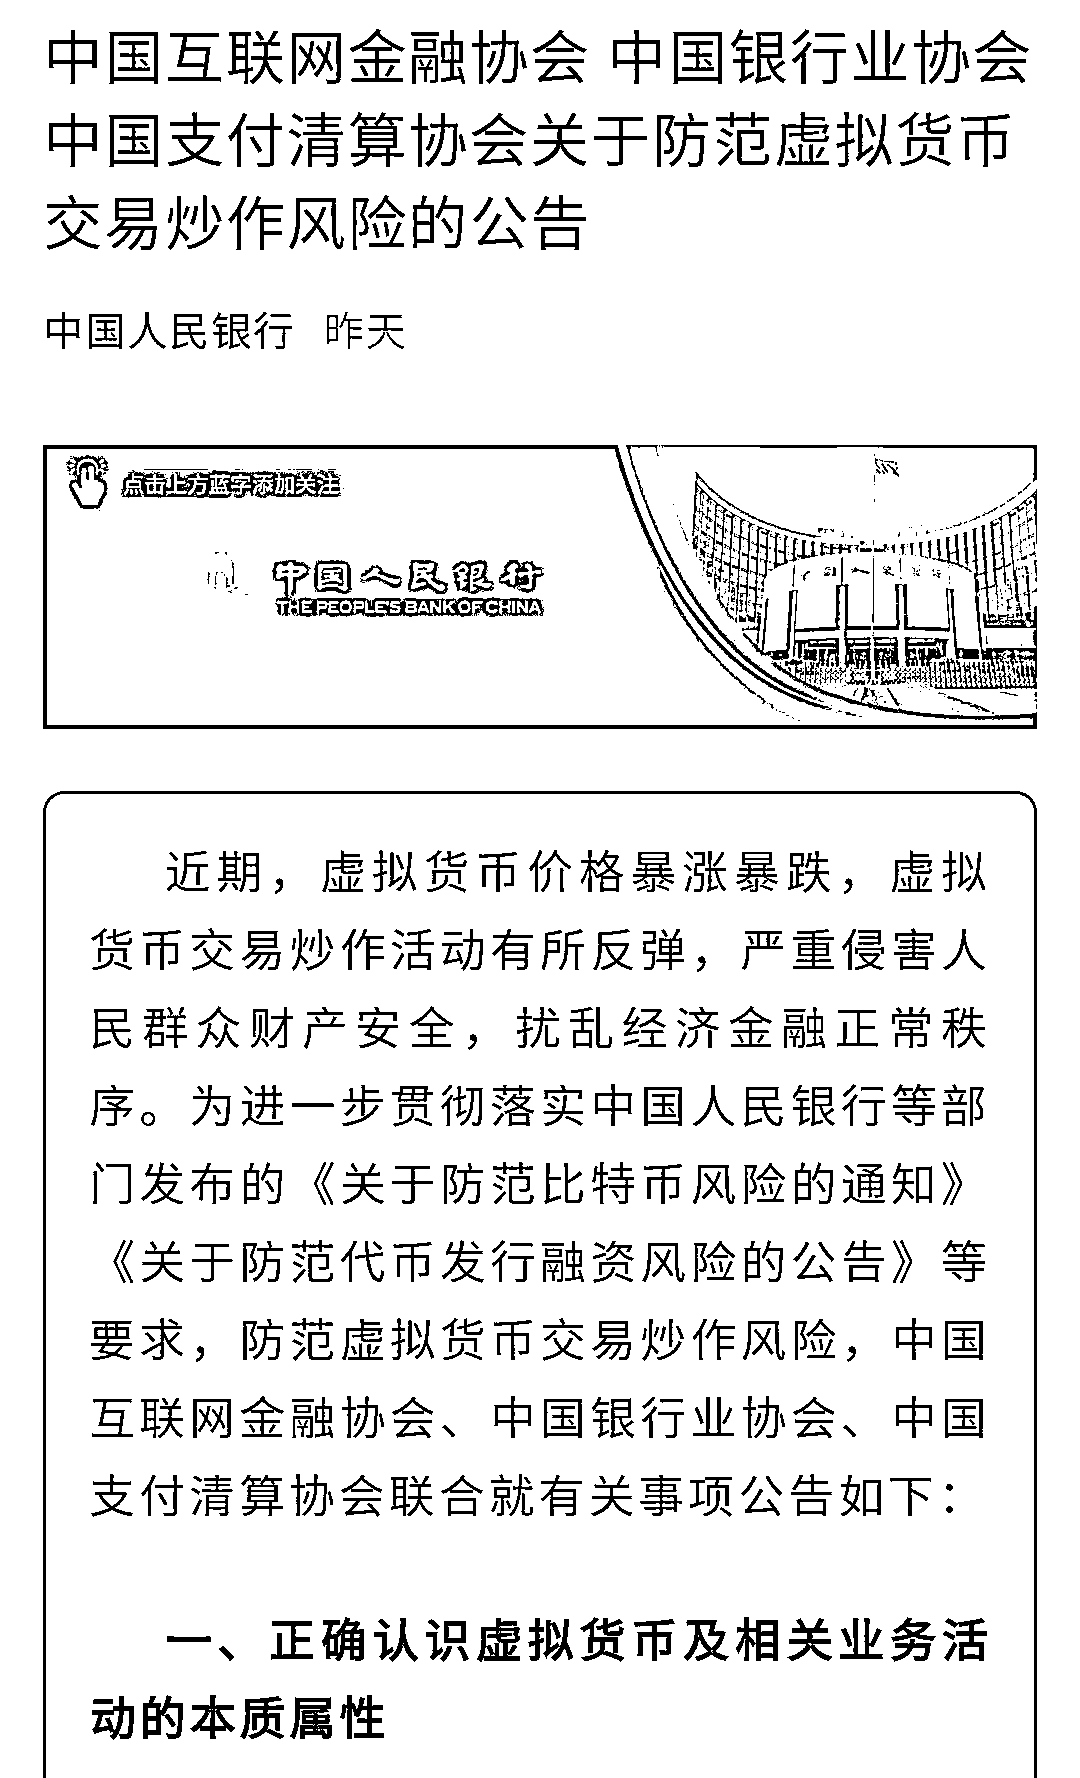 中国互联网金融协会 中国银行业协会
中国支付清算协会关于防范虚拟货币
交易炒作风险的公告
中国人民银行 昨天
点击上方蓝字添加关注
中国人民银行
THE PEOPLE'S BANK OF CHINA
近期，虚拟货币价格暴涨暴跌，虚拟
货币交易炒作活动有所反弹，严重侵害人
民群众财产安全，扰乱经济金融正常秩
序。为进一步贯彻落实中国人民银行等部
门发布的《关于防范比特币风险的通知》
《关于防范代币发行融资风险的公告》等
要求，防范虚拟货币交易炒作风险，中国
互联网金融协会、中国银行业协会、中国
支付清算协会联合就有关事项公告如下：
一、正确认识虚拟货币及相关业务活
动的本质属性